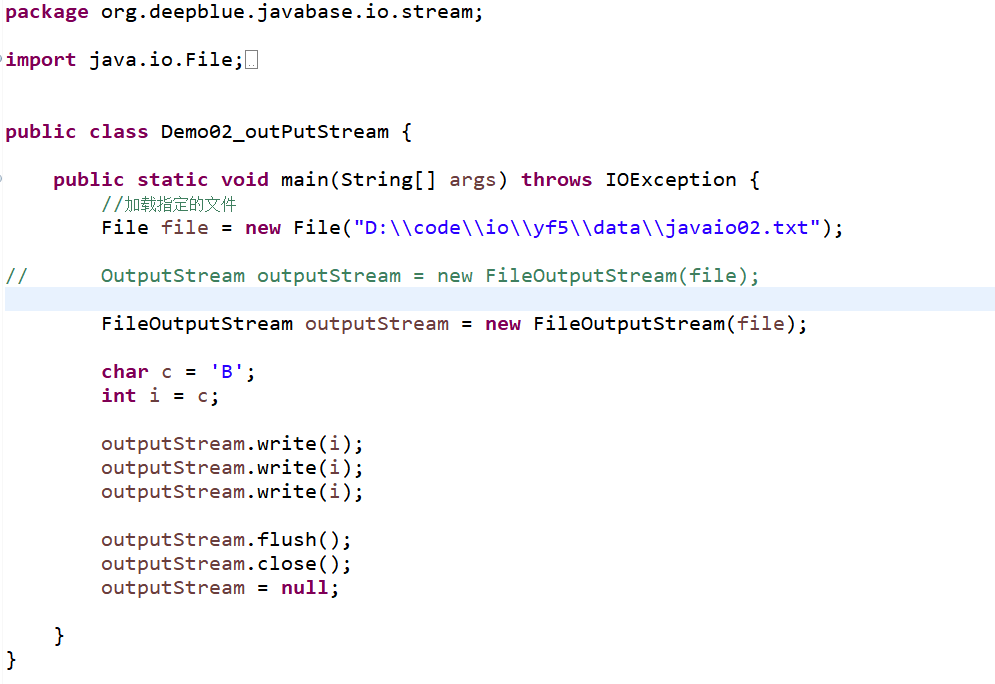 package org.deepblue.javabase.io.stream;
import java.io.File;
public class Demo02_outPutStream {
public static void main(String[] args) throws IOException {
//加载指定的文件
File file = new File("D:\\code\\io\\yf5\\data\\javaio02.txt");
// OutputStream outputStream = new FileOutputStream(file);
FileOutputStream outputStream = new FileOutputStream(file);
char c = 'B';
int i = c;
outputStream.write(i);
outputStream.write(i);
outputStream.write(i);
outputStream.flush();
outputStream.close();
outputStream = null;
}
}